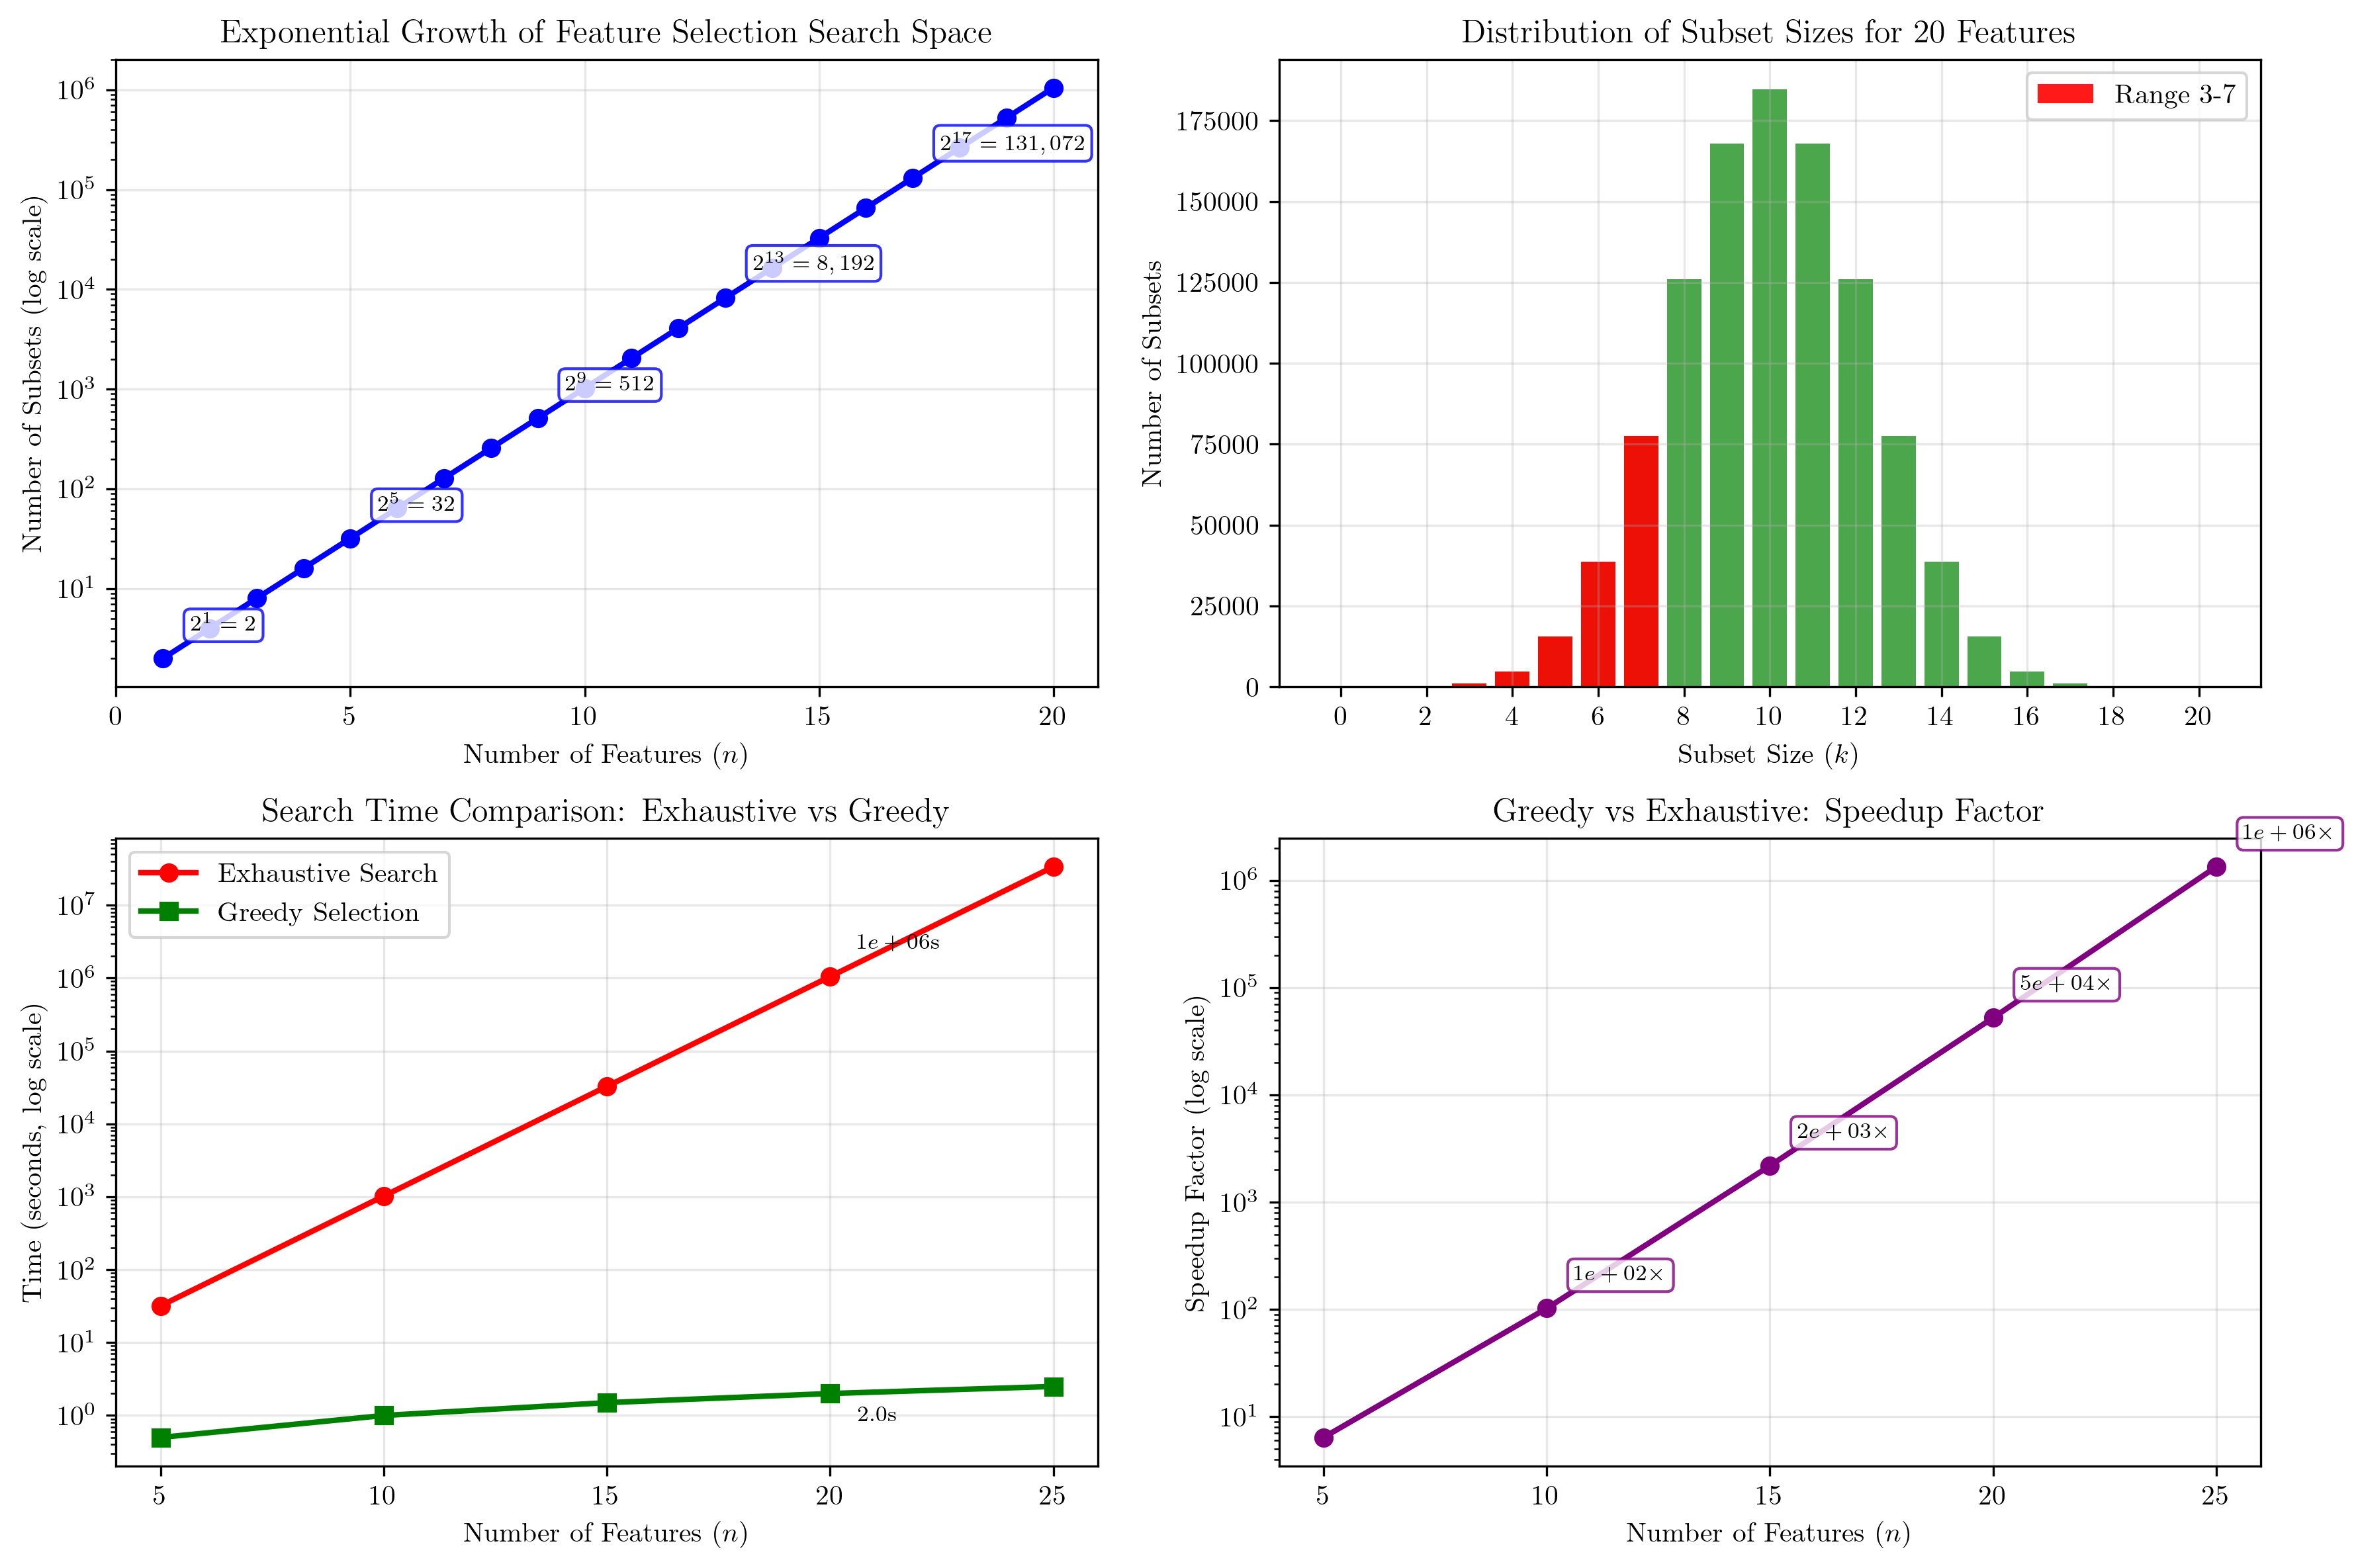 Exponential Growth of Feature Selection Search Space
Number of Subsets (log scale)
10^6
10^5
10^4
10^3
10^2
10^1
2^17 = 131,072
2^13 = 8,192
2^9 = 512
2^5 = 32
2^1 = 2
0 5 10 15 20
Number of Features (n)
Distribution of Subset Sizes for 20 Features
Range 3-7
Number of Subsets
175000
150000
125000
100000
75000
50000
25000
0
0 2 4 6 8 10 12 14 16 18 20
Subset Size (k)
Search Time Comparison: Exhaustive vs Greedy
Exhaustive Search
Greedy Selection
Time (seconds, log scale)
10^7
10^6
10^5
10^4
10^3
10^2
10^1
10^0
1e + 06s
2.0s
5 10 15 20 25
Number of Features (n)
Greedy vs Exhaustive: Speedup Factor
Speedup Factor (log scale)
10^6
10^5
10^4
10^3
10^2
10^1
1e + 06×
5e + 04×
2e + 03×
1e + 02×
5 10 15 20 25
Number of Features (n)